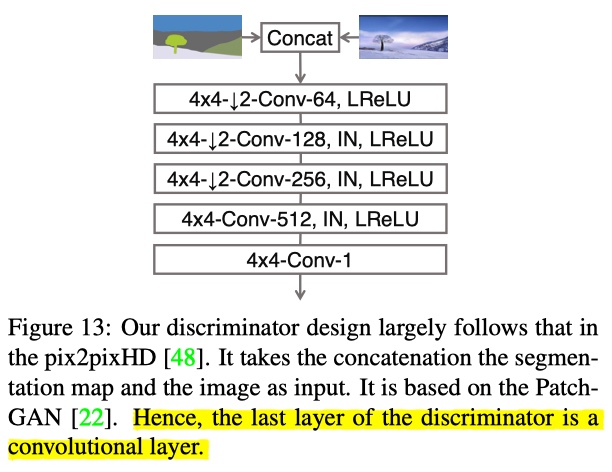 Concat
4x4-↓2-Conv-64, LReLU
4x4-↓2-Conv-128, IN, LReLU
4x4-↓2-Conv-256, IN, LReLU
4x4-Conv-512, IN, LReLU
4x4-Conv-1
Figure 13: Our discriminator design largely follows that in
the pix2pixHD [48]. It takes the concatenation the segmen-
tation map and the image as input. It is based on the Patch-
GAN [22]. Hence, the last layer of the discriminator is a
convolutional layer.